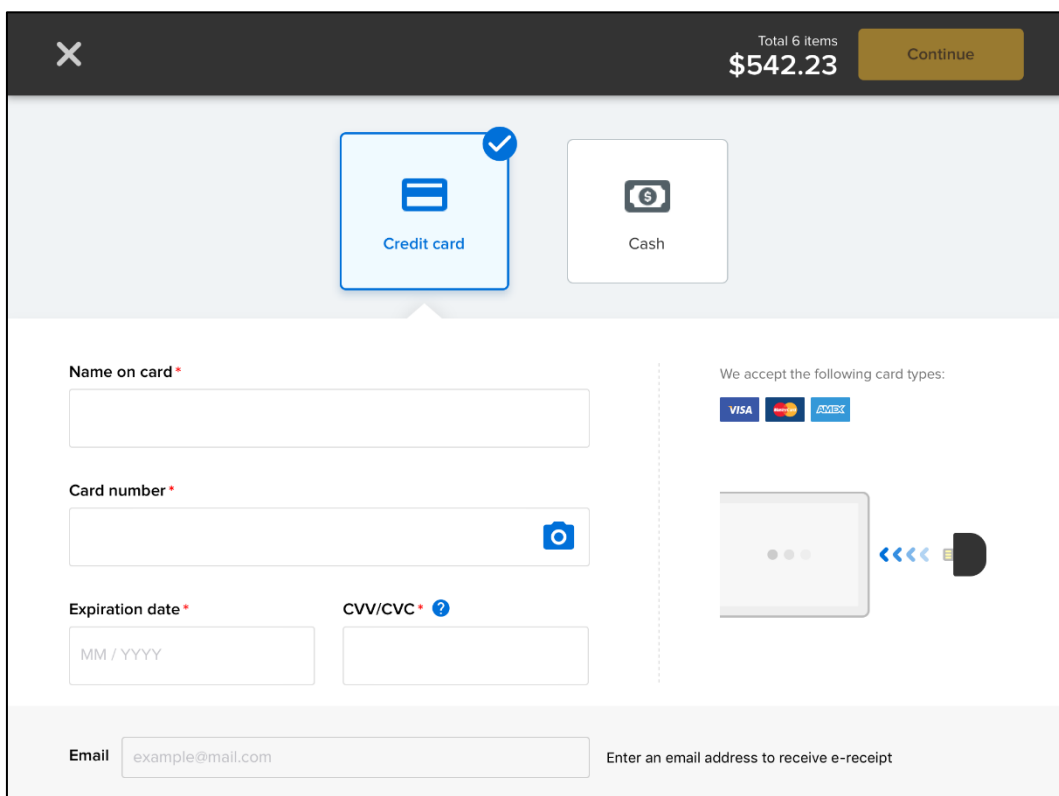 Total 6 items
$542.23
Continue
Credit card
Cash
Name on card *
We accept the following card types:
VISA MasterCard AMEX
Card number *
Expiration date * CVV/CVC * ?
MM / YYYY
Email example@mail.com Enter an email address to receive e-receipt